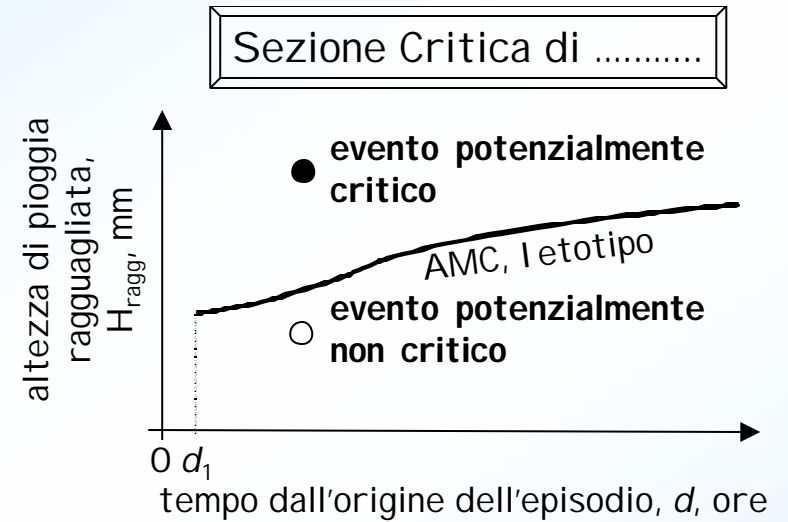 Sezione Critica di ...........
altezza di pioggia
ragguagliata,
H_ragg, mm
evento potenzialmente
critico
AMC, Ietotipo
evento potenzialmente
non critico
0 d_1
tempo dall'origine dell'episodio, d, ore